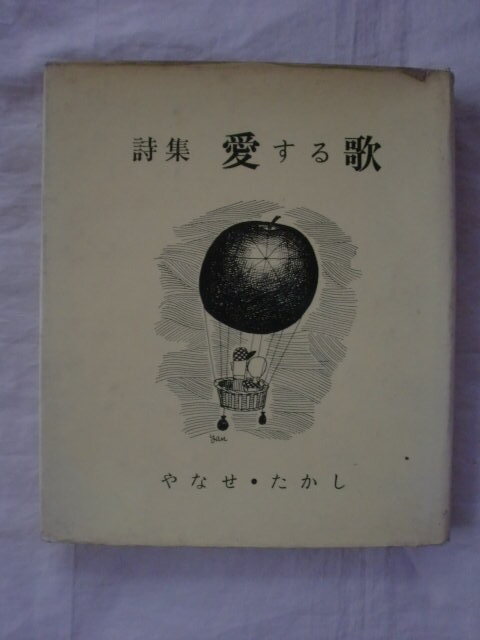 詩集 愛する歌
yan
やなせ・たかし